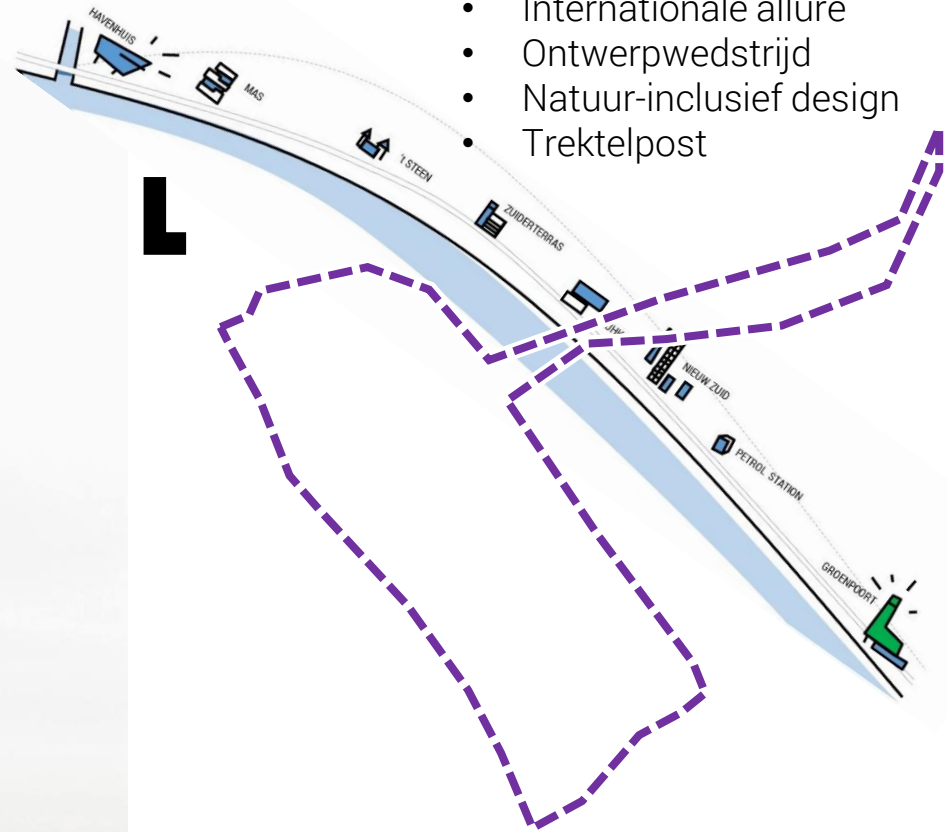 • Internationale allure
• Ontwerpwedstrijd
• Natuur-inclusief design
• Trektelpost
HAVENHUIS
MAS
'T STEEN
L
ZUIDERTERRAS
NIEUW ZUID
PETROL STATION
GROENPOORT